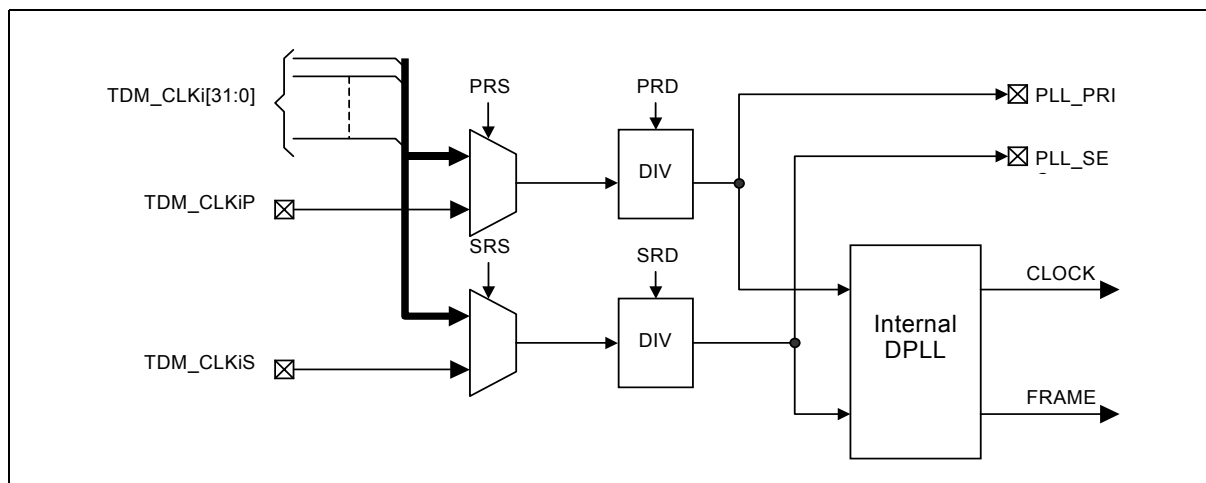 TDM_CLKi[31:0]
PRS
PRD
PLL_PRI
DIV
PLL_SE
TDM_CLKiP
SRS
SRD
CLOCK
Internal
DPLL
DIV
TDM_CLKiS
FRAME